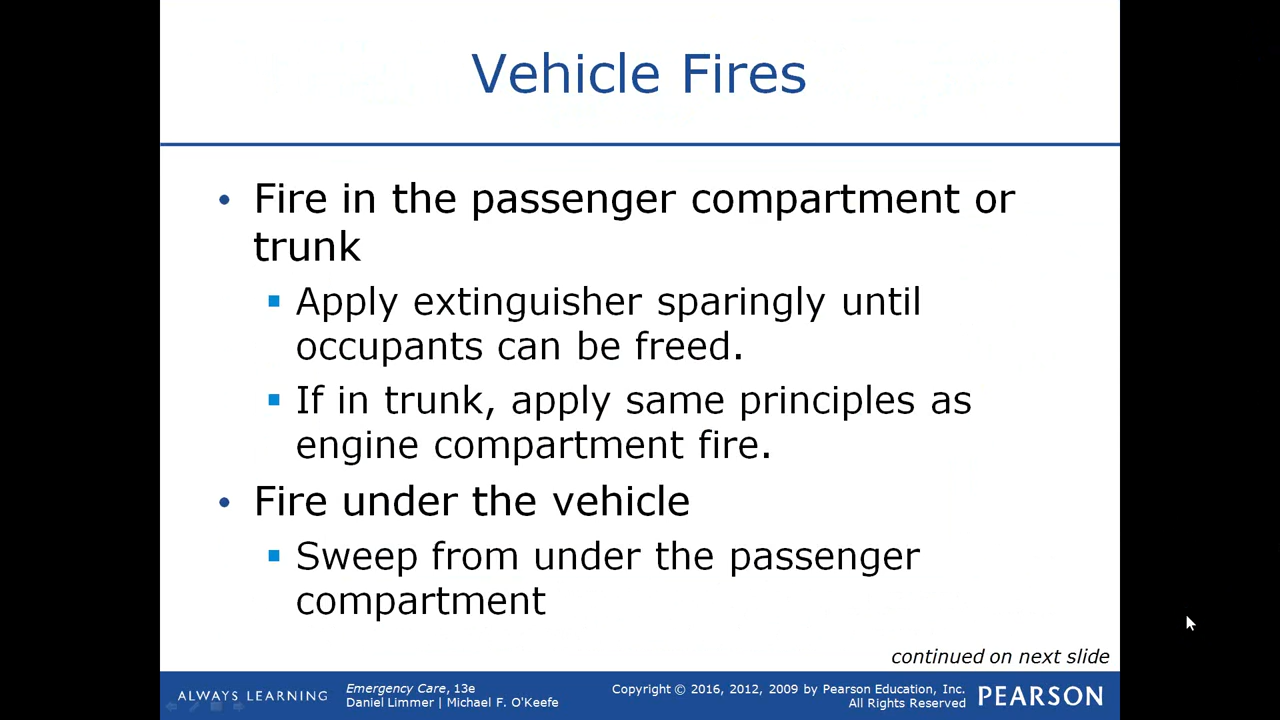 Vehicle Fires
• Fire in the passenger compartment or
trunk
▪ Apply extinguisher sparingly until
occupants can be freed.
▪ If in trunk, apply same principles as
engine compartment fire.
• Fire under the vehicle
▪ Sweep from under the passenger
compartment
continued on next slide
ALWAYS LEARNING
Emergency Care, 13e
Daniel Limmer | Michael F. O'Keefe
Copyright © 2016, 2012, 2009 by Pearson Education, Inc.
All Rights Reserved
PEARSON